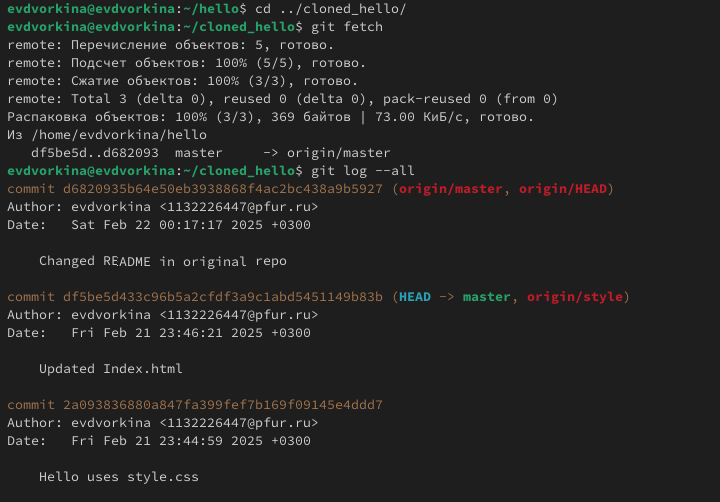 evdvorkina@evdvorkina:~/hello$ cd ../cloned_hello/
evdvorkina@evdvorkina:~/cloned_hello$ git fetch
remote: Перечисление объектов: 5, готово.
remote: Подсчет объектов: 100% (5/5), готово.
remote: Сжатие объектов: 100% (3/3), готово.
remote: Total 3 (delta 0), reused 0 (delta 0), pack-reused 0 (from 0)
Распаковка объектов: 100% (3/3), 369 байтов | 73.00 КиБ/с, готово.
Из /home/evdvorkina/hello
   df5be5d..d682093  master     -> origin/master
evdvorkina@evdvorkina:~/cloned_hello$ git log --all
commit d6820935b64e50eb3938868f4ac2bc438a9b5927 (origin/master, origin/HEAD)
Author: evdvorkina <1132226447@pfur.ru>
Date:   Sat Feb 22 00:17:17 2025 +0300
    Changed README in original repo
commit df5be5d433c96b5a2cfdf3a9c1abd5451149b83b (HEAD -> master, origin/style)
Author: evdvorkina <1132226447@pfur.ru>
Date:   Fri Feb 21 23:46:21 2025 +0300
    Updated Index.html
commit 2a093836880a847fa399fef7b169f09145e4ddd7
Author: evdvorkina <1132226447@pfur.ru>
Date:   Fri Feb 21 23:44:59 2025 +0300
    Hello uses style.css